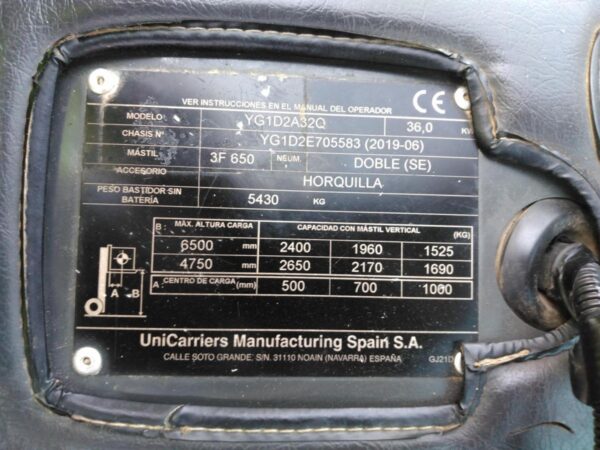 VER INSTRUCCIONES EN EL MANUAL DEL OPERADOR CE
MODELO YG1D2A32Q 36,0
CHASIS Nº YG1D2E705583 (2019-06)
MÁSTIL 3F 650 NEUM. DOBLE (SE)
ACCESORIO HORQUILLA
PESO BASTIDOR SIN BATERÍA 5430 KG
B: MÁX. ALTURA CARGA CAPACIDAD CON MÁSTIL VERTICAL (KG)
6500 mm 2400 1960 1525
4750 mm 2650 2170 1690
A: CENTRO DE CARGA (mm) 500 700 1000
A B
UniCarriers Manufacturing Spain S.A.
CALLE SOTO GRANDE, S/N. 31110 NOAIN (NAVARRA) ESPAÑA GJ21D